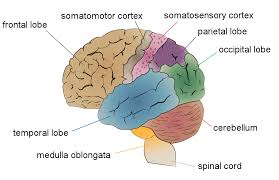 somatomotor cortex
somatosensory cortex
frontal lobe
parietal lobe
occipital lobe
temporal lobe
cerebellum
medulla oblongata
spinal cord